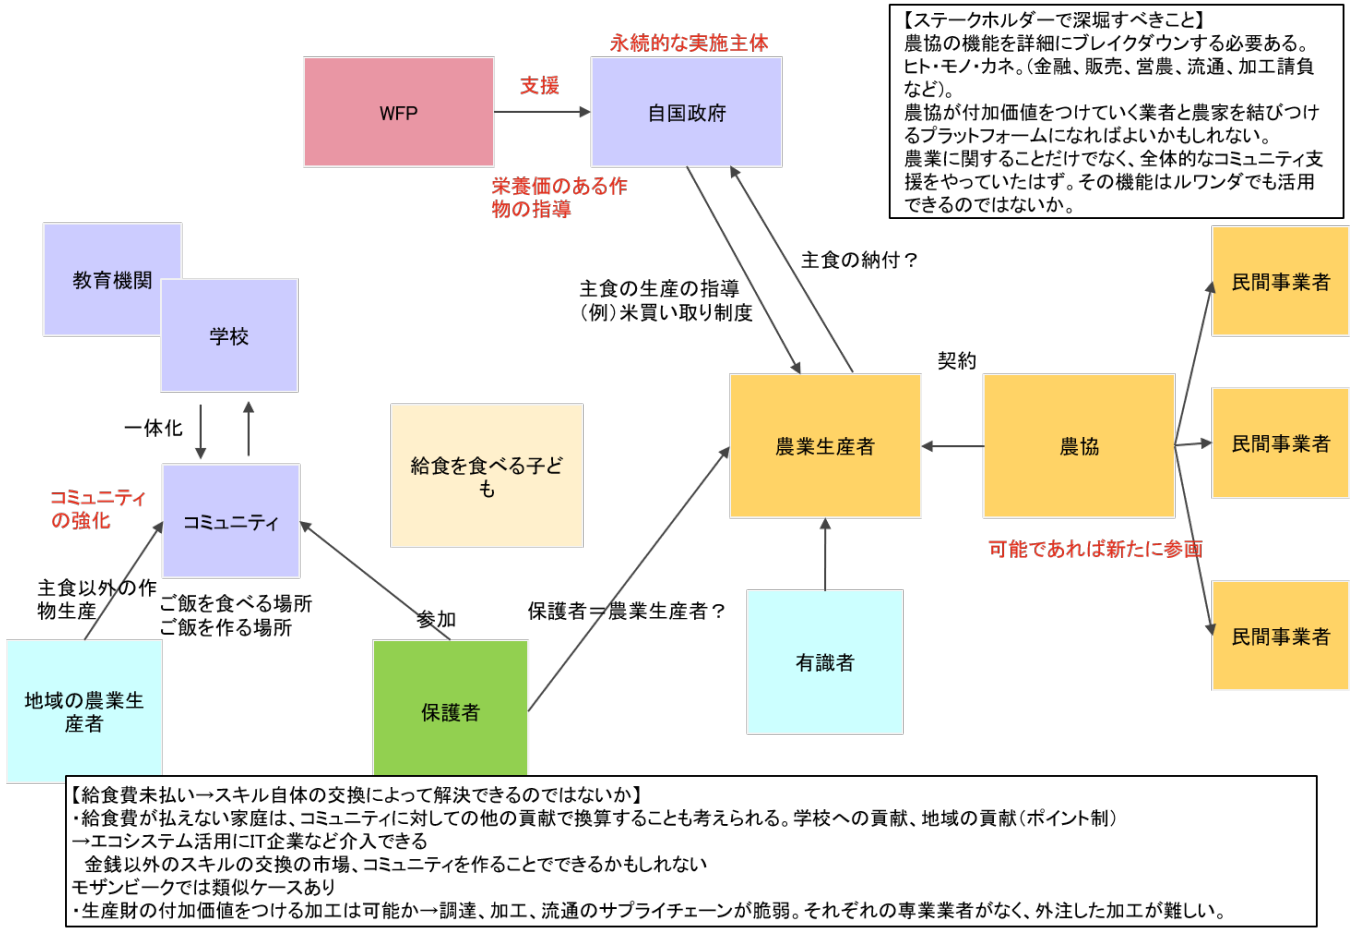 【ステークホルダーで深堀すべきこと】
農協の機能を詳細にブレイクダウンする必要ある。
ヒト・モノ・カネ。（金融、販売、営農、流通、加工請負
など）。
農協が付加価値をつけていく業者と農家を結びつけ
るプラットフォームになればよいかもしれない。
農業に関することだけでなく、全体的なコミュニティ支
援をやっていたはず。その機能はルワンダでも活用
できるのではないか。
永続的な実施主体
WFP
支援
自国政府
栄養価のある作
物の指導
教育機関
学校
主食の納付？
主食の生産の指導
（例）米買い取り制度
民間事業者
契約
一体化
給食を食べる子ど
も
農業生産者
農協
民間事業者
コミュニティ
の強化
コミュニティ
可能であれば新たに参画
主食以外の作
物生産
ご飯を食べる場所
ご飯を作る場所
参加
保護者＝農業生産者？
民間事業者
有識者
地域の農業生
産者
保護者
【給食費未払い→スキル自体の交換によって解決できるのではないか】
・給食費が払えない家庭は、コミュニティに対しての他の貢献で換算することも考えられる。学校への貢献、地域の貢献（ポイント制）
→エコシステム活用にIT企業など介入できる
金銭以外のスキルの交換の市場、コミュニティを作ることでできるかもしれない
モザンビークでは類似ケースあり
・生産財の付加価値をつける加工は可能か→調達、加工、流通のサプライチェーンが脆弱。それぞれの専業業者がなく、外注した加工が難しい。